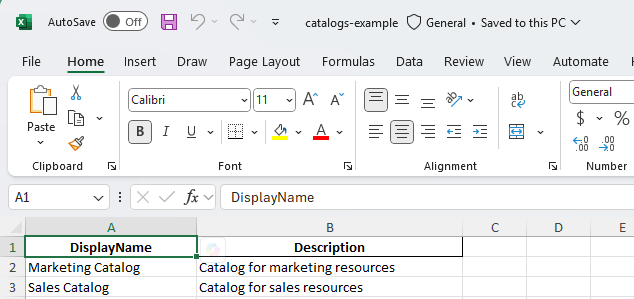 AutoSave Off catalogs-example General • Saved to this PC
File Home Insert Draw Page Layout Formulas Data Review View Automate
Paste Calibri 11 A A ab General
B I U A $ %
Clipboard Font Alignment Number
A1 fx DisplayName
A B C D E
1 DisplayName Description
2 Marketing Catalog Catalog for marketing resources
3 Sales Catalog Catalog for sales resources